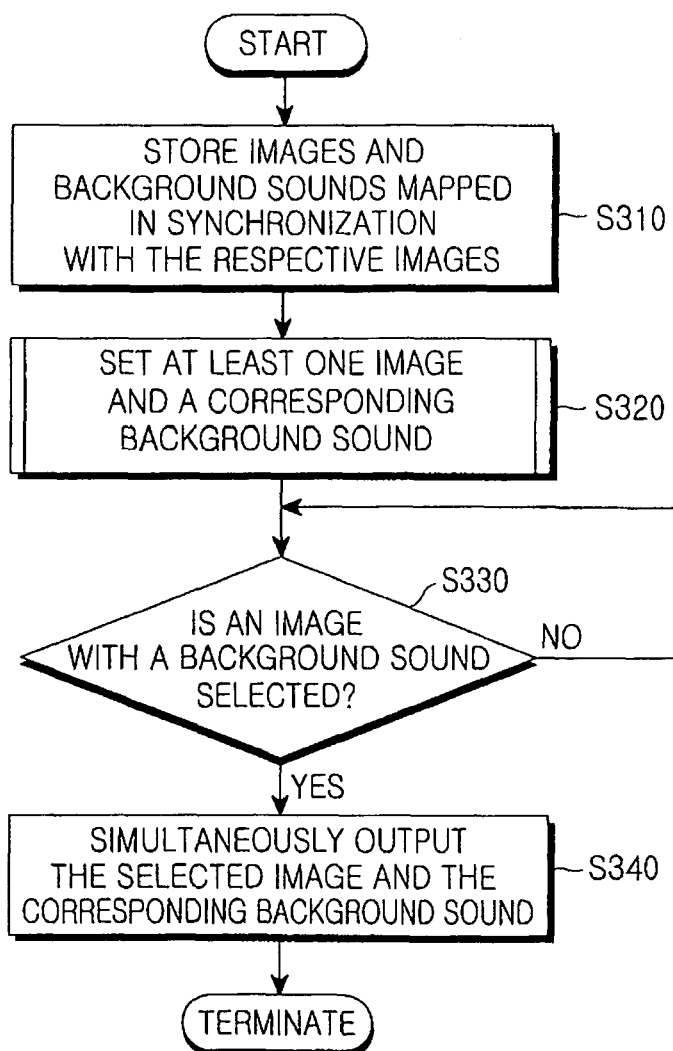 START
STORE IMAGES AND
BACKGROUND SOUNDS MAPPED
IN SYNCHRONIZATION
WITH THE RESPECTIVE IMAGES
S310
SET AT LEAST ONE IMAGE
AND A CORRESPONDING
BACKGROUND SOUND
S320
S330
IS AN IMAGE
WITH A BACKGROUND SOUND
SELECTED?
NO
YES
SIMULTANEOUSLY OUTPUT
THE SELECTED IMAGE AND THE
CORRESPONDING BACKGROUND SOUND
S340
TERMINATE